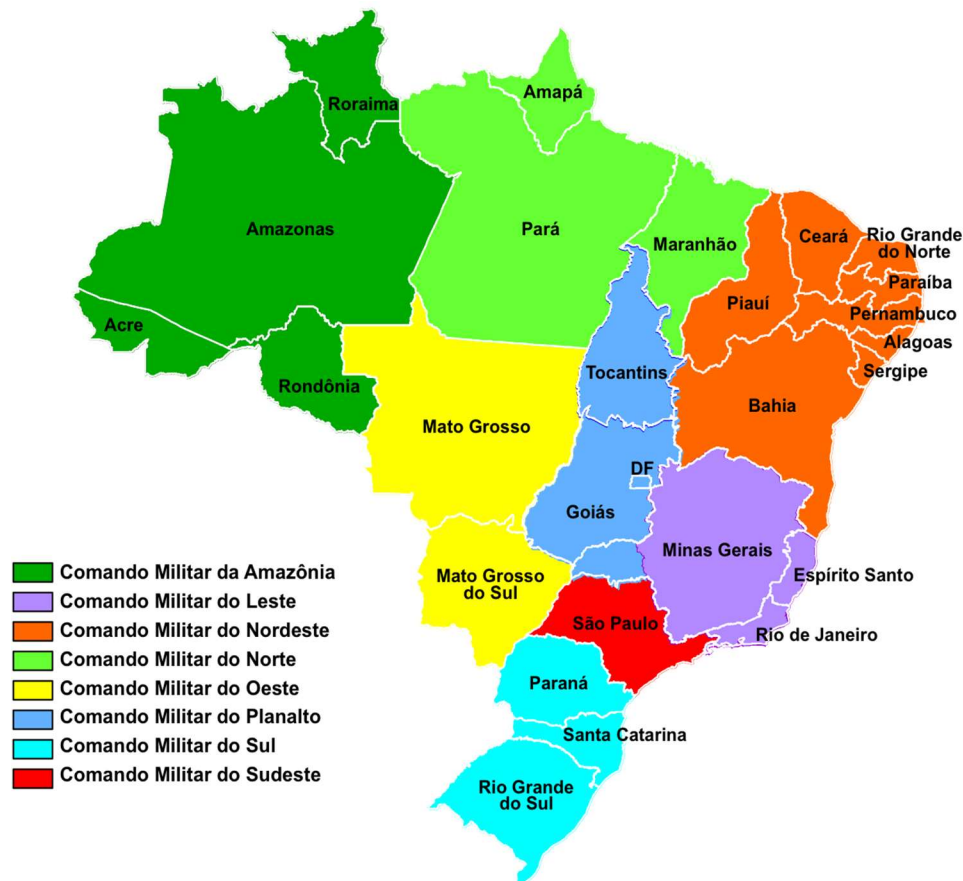 Roraima
Amapá
Amazonas
Pará
Maranhão
Ceará
Rio Grande
do Norte
Paraíba
Piauí
Pernambuco
Alagoas
Sergipe
Acre
Rondônia
Tocantins
Bahia
Mato Grosso
DF
Goiás
Minas Gerais
Espírito Santo
Mato Grosso
do Sul
São Paulo
Rio de Janeiro
Paraná
Santa Catarina
Rio Grande
do Sul
Comando Militar da Amazônia
Comando Militar do Leste
Comando Militar do Nordeste
Comando Militar do Norte
Comando Militar do Oeste
Comando Militar do Planalto
Comando Militar do Sul
Comando Militar do Sudeste